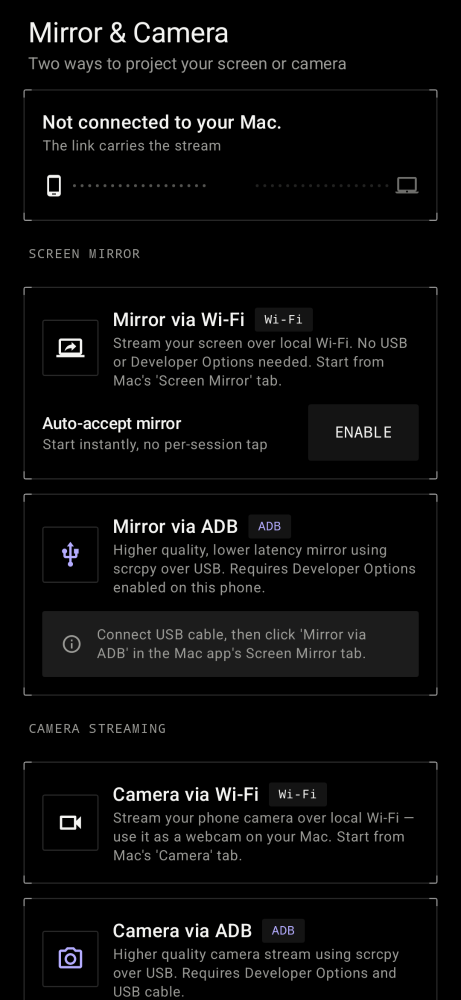 Mirror & Camera
Two ways to project your screen or camera
Not connected to your Mac.
The link carries the stream
SCREEN MIRROR
Mirror via Wi-Fi Wi-Fi
Stream your screen over local Wi-Fi. No USB
or Developer Options needed. Start from
Mac's 'Screen Mirror' tab.
Auto-accept mirror
Start instantly, no per-session tap
ENABLE
Mirror via ADB ADB
Higher quality, lower latency mirror using
scrcpy over USB. Requires Developer Options
enabled on this phone.
Connect USB cable, then click 'Mirror via
ADB' in the Mac app's Screen Mirror tab.
CAMERA STREAMING
Camera via Wi-Fi Wi-Fi
Stream your phone camera over local Wi-Fi —
use it as a webcam on your Mac. Start from
Mac's 'Camera' tab.
Camera via ADB ADB
Higher quality camera stream using scrcpy
over USB. Requires Developer Options and
USB cable.